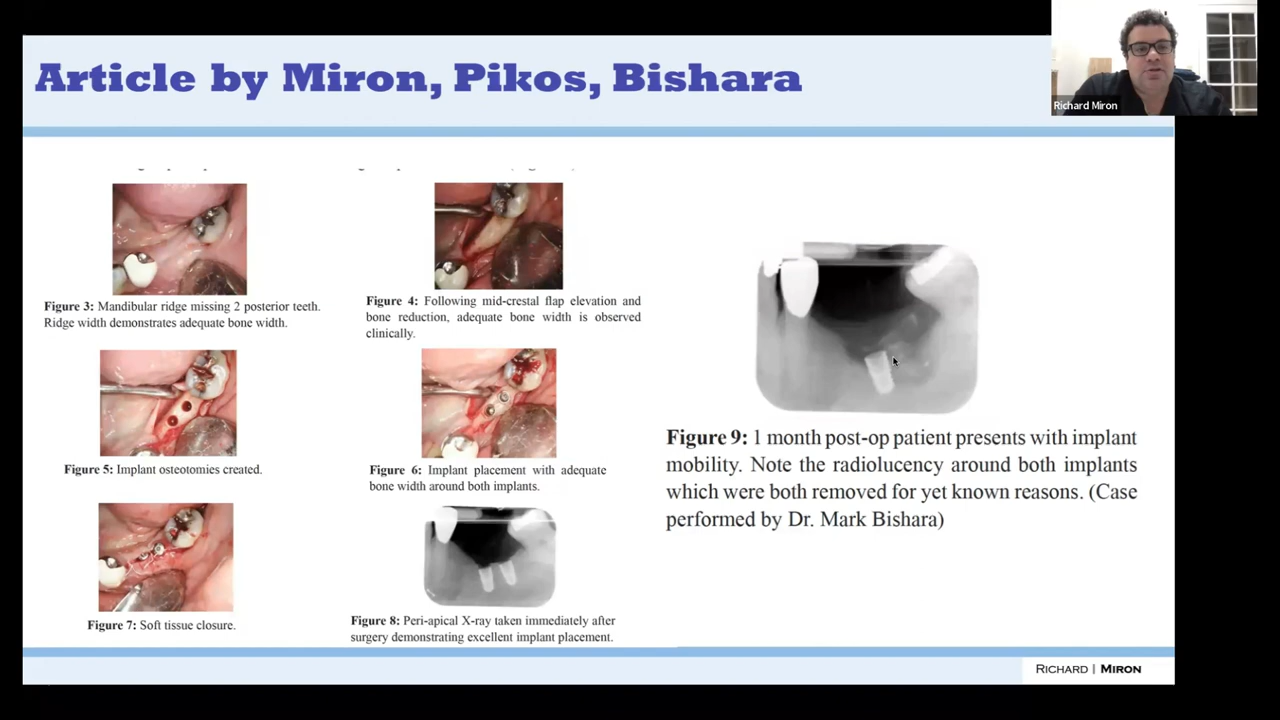 Article by Miron, Pikos, Bishara
Richard Miron
Figure 3: Mandibular ridge missing 2 posterior teeth.
Ridge width demonstrates adequate bone width.
Figure 4: Following mid-crestal flap elevation and
bone reduction, adequate bone width is observed
clinically.
Figure 5: Implant osteotomies created.
Figure 6: Implant placement with adequate
bone width around both implants.
Figure 7: Soft tissue closure.
Figure 8: Peri-apical X-ray taken immediately after
surgery demonstrating excellent implant placement.
Figure 9: 1 month post-op patient presents with implant
mobility. Note the radiolucency around both implants
which were both removed for yet known reasons. (Case
performed by Dr. Mark Bishara)
RICHARD | MIRON